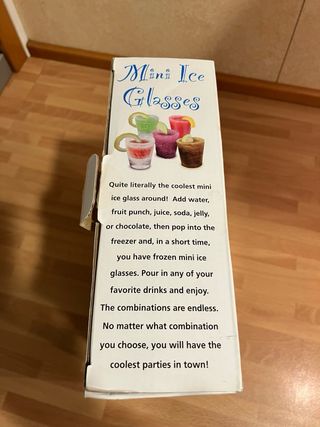 Mini Ice
Glasses
Quite literally the coolest mini
ice glass around! Add water,
fruit punch, juice, soda, jelly,
or chocolate, then pop into the
freezer and, in a short time,
you have frozen mini ice
glasses. Pour in any of your
favorite drinks and enjoy.
The combinations are endless.
No matter what combination
you choose, you will have the
coolest parties in town!